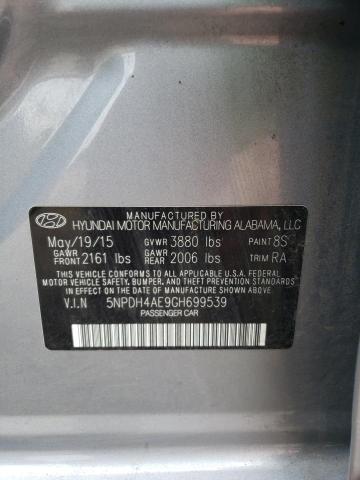 MANUFACTURED BY
HYUNDAI MOTOR MANUFACTURING ALABAMA, LLC
May/19/15 GVWR 3880 lbs PAINT 8S
GAWR FRONT 2161 lbs GAWR REAR 2006 lbs TRIM RA
THIS VEHICLE CONFORMS TO ALL APPLICABLE U.S. FEDERAL
MOTOR VEHICLE SAFETY, BUMPER, AND THEFT PREVENTION
STANDARDS IN EFFECT ON THE DATE OF MANUFACTURE SHOWN ABOVE.
V.I.N 5NPDH4AE9GH699539
PASSENGER CAR